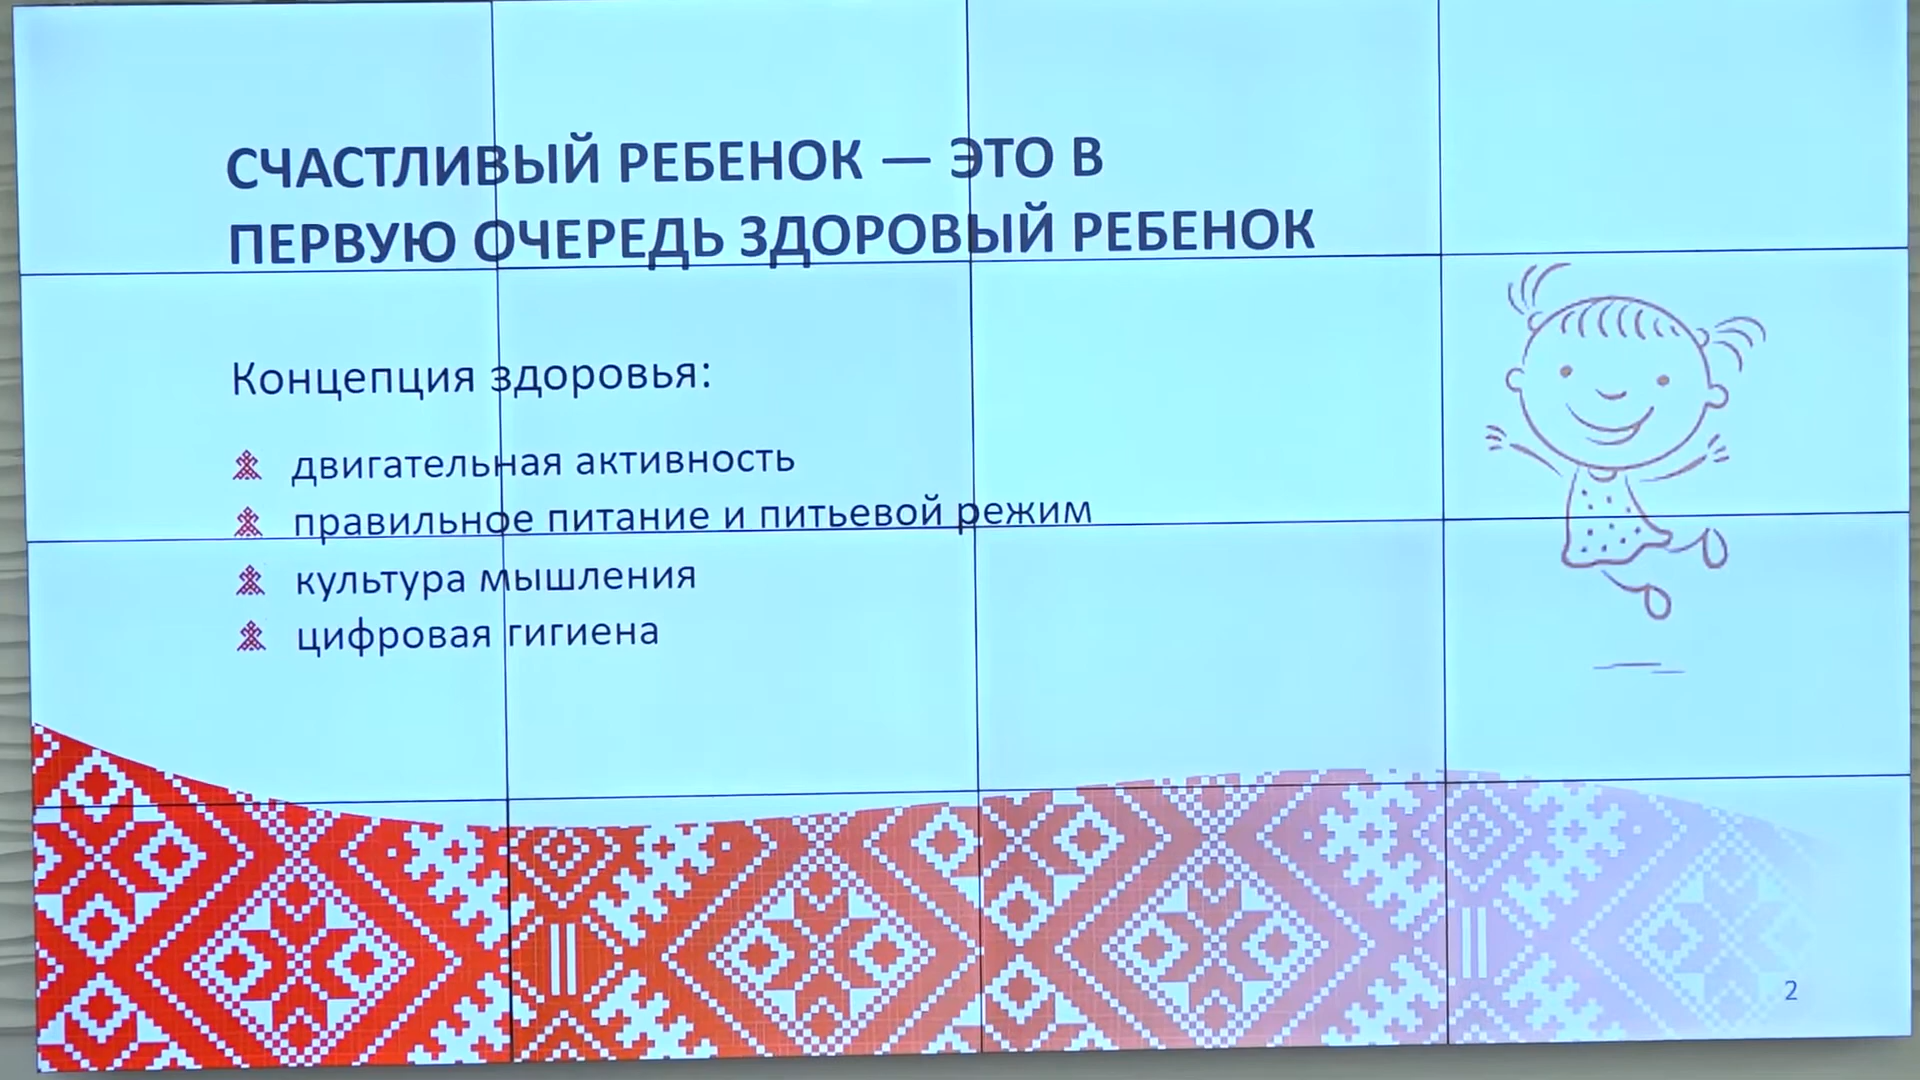 СЧАСТЛИВЫЙ РЕБЕНОК — ЭТО В
ПЕРВУЮ ОЧЕРЕДЬ ЗДОРОВЫЙ РЕБЕНОК
Концепция здоровья:
двигательная активность
правильное питание и питьевой режим
культура мышления
цифровая гигиена
2